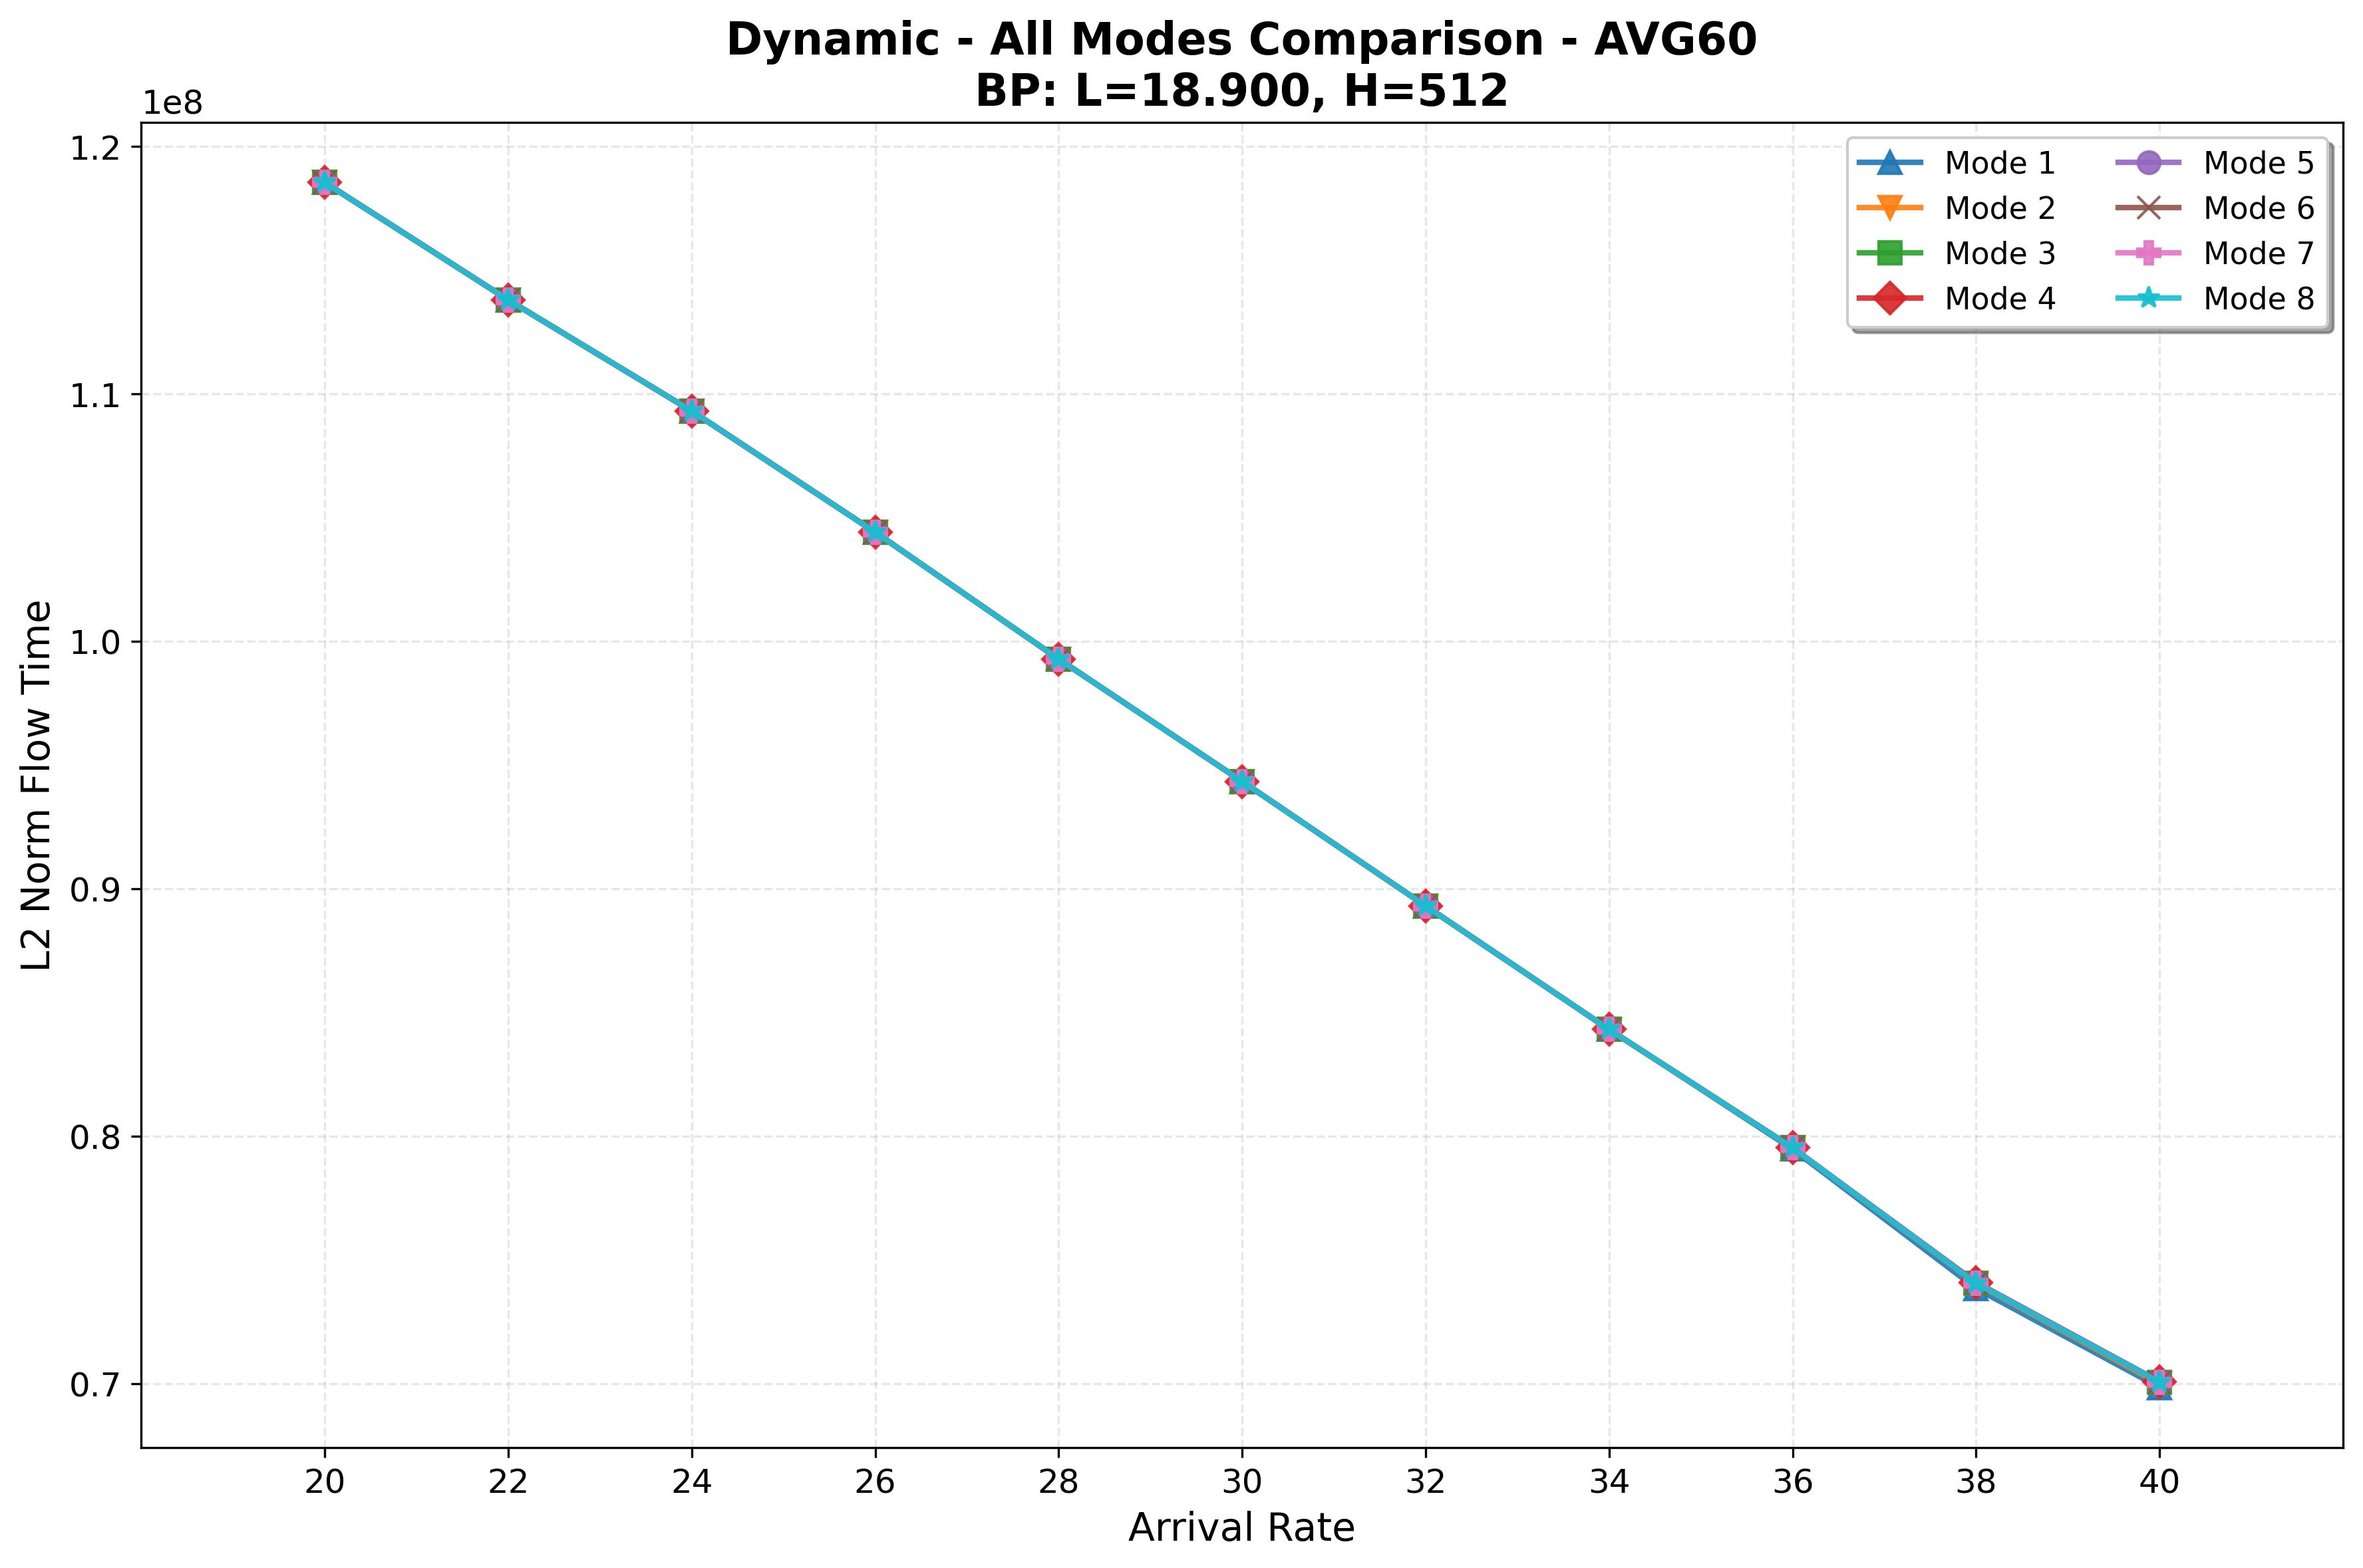 Dynamic - All Modes Comparison - AVG60
BP: L=18.900, H=512
1e8
1.2
1.1
1.0
0.9
0.8
0.7
L2 Norm Flow Time
Mode 1
Mode 2
Mode 3
Mode 4
Mode 5
Mode 6
Mode 7
Mode 8
20 22 24 26 28 30 32 34 36 38 40
Arrival Rate